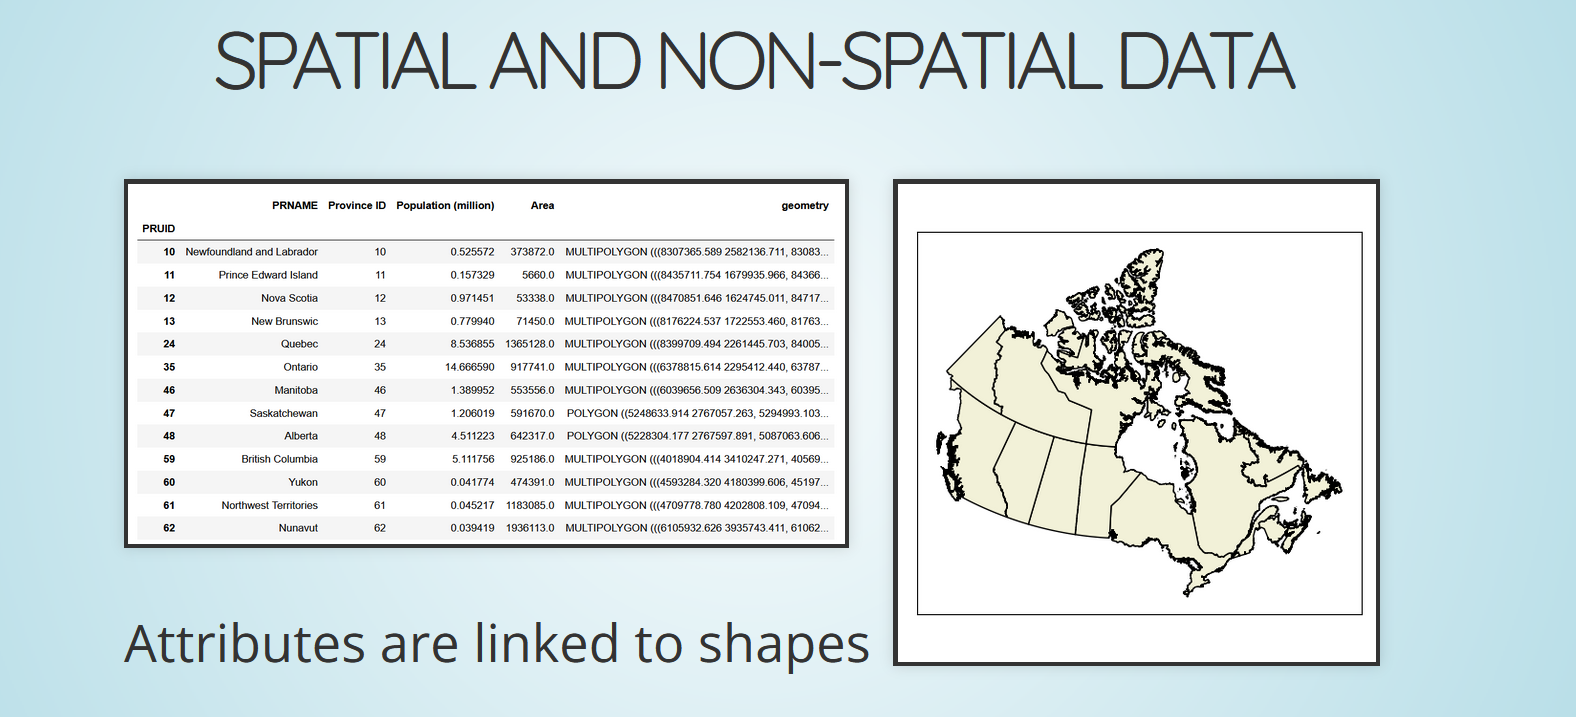 SPATIAL AND NON-SPATIAL DATA
PRNAME Province ID Population (million) Area geometry
PRUID
10 Newfoundland and Labrador 10 0.525572 373872.0 MULTIPOLYGON (((8307365.589 2582136.711, 83083...
11 Prince Edward Island 11 0.157329 5660.0 MULTIPOLYGON (((8435711.754 1679935.966, 84366...
12 Nova Scotia 12 0.971451 53338.0 MULTIPOLYGON (((8470851.646 1624745.011, 84717...
13 New Brunswic 13 0.779940 71450.0 MULTIPOLYGON (((8176224.537 1722553.460, 81763...
24 Quebec 24 8.536855 1365128.0 MULTIPOLYGON (((8399709.494 2261445.703, 84005...
35 Ontario 35 14.666590 917741.0 MULTIPOLYGON (((6378815.614 2295412.440, 63787...
46 Manitoba 46 1.389952 553556.0 MULTIPOLYGON (((6039656.509 2636304.343, 60395...
47 Saskatchewan 47 1.206019 591670.0 POLYGON ((5248633.914 2767057.263, 5294993.103...
48 Alberta 48 4.511223 642317.0 POLYGON ((5228304.177 2767597.891, 5087063.606...
59 British Columbia 59 5.111756 925186.0 MULTIPOLYGON (((4018904.414 3410247.271, 40569...
60 Yukon 60 0.041774 474391.0 MULTIPOLYGON (((4593284.320 4180399.606, 45197...
61 Northwest Territories 61 0.045217 1183085.0 MULTIPOLYGON (((4709778.780 4202808.109, 47094...
62 Nunavut 62 0.039419 1936113.0 MULTIPOLYGON (((6105932.626 3935743.411, 61062...
Attributes are linked to shapes